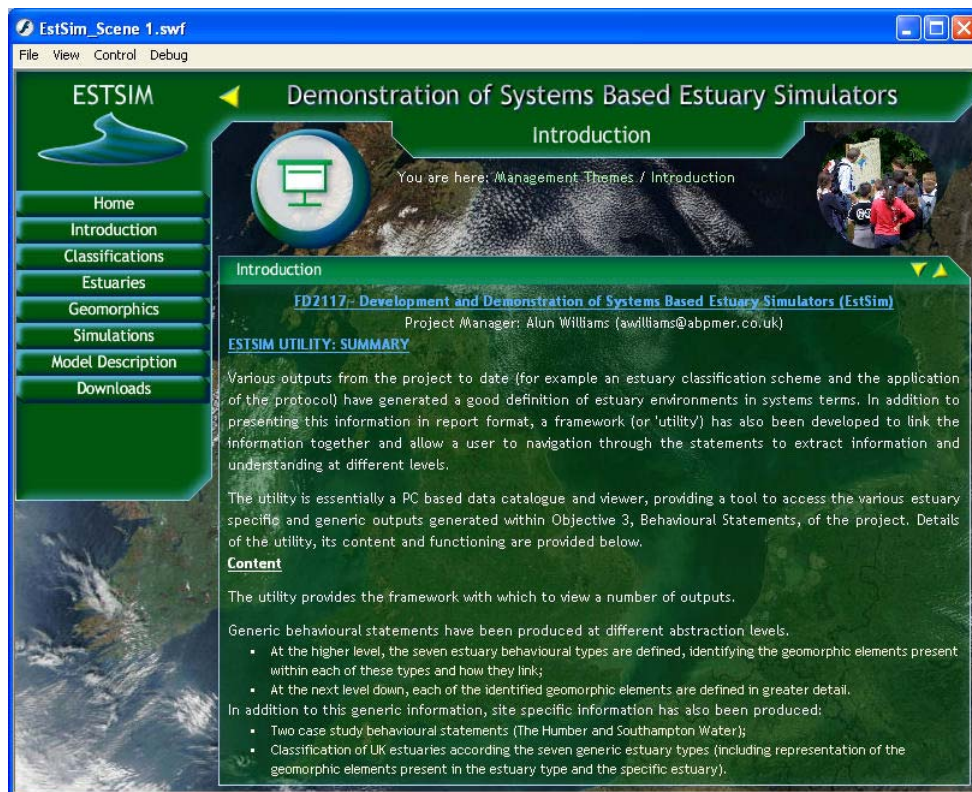 EstSim_Scene 1.swf
File View Control Debug
ESTSIM
Demonstration of Systems Based Estuary Simulators
Introduction
You are here: Management Themes / Introduction
Home
Introduction
Classifications
Estuaries
Geomorphics
Simulations
Model Description
Downloads
Introduction
FD2117 - Development and Demonstration of Systems Based Estuary Simulators (EstSim)
Project Manager: Alun Williams (awilliams@abpmer.co.uk)
ESTSIM UTILITY: SUMMARY
Various outputs from the project to date (for example an estuary classification scheme and the application
of the protocol) have generated a good definition of estuary environments in systems terms. In addition to
presenting this information in report format, a framework (or 'utility') has also been developed to link the
information together and allow a user to navigation through the statements to extract information and
understanding at different levels.
The utility is essentially a PC based data catalogue and viewer, providing a tool to access the various estuary
specific and generic outputs generated within Objective 3, Behavioural Statements, of the project. Details
of the utility, its content and functioning are provided below.
Content
The utility provides the framework with which to view a number of outputs.
Generic behavioural statements have been produced at different abstraction levels.
• At the higher level, the seven estuary behavioural types are defined, identifying the geomorphic elements present
within each of these types and how they link;
• At the next level down, each of the identified geomorphic elements are defined in greater detail.
In addition to this generic information, site specific information has also been produced:
• Two case study behavioural statements (The Humber and Southampton Water);
• Classification of UK estuaries according the seven generic estuary types (including representation of the
geomorphic elements present in the estuary type and the specific estuary).